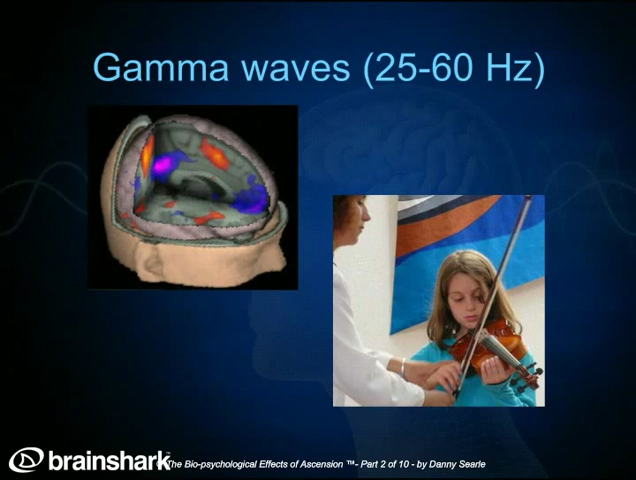 Gamma waves (25-60 Hz)
brainshark
The Bio-psychological Effects of Ascension ™- Part 2 of 10 - by Danny Searle